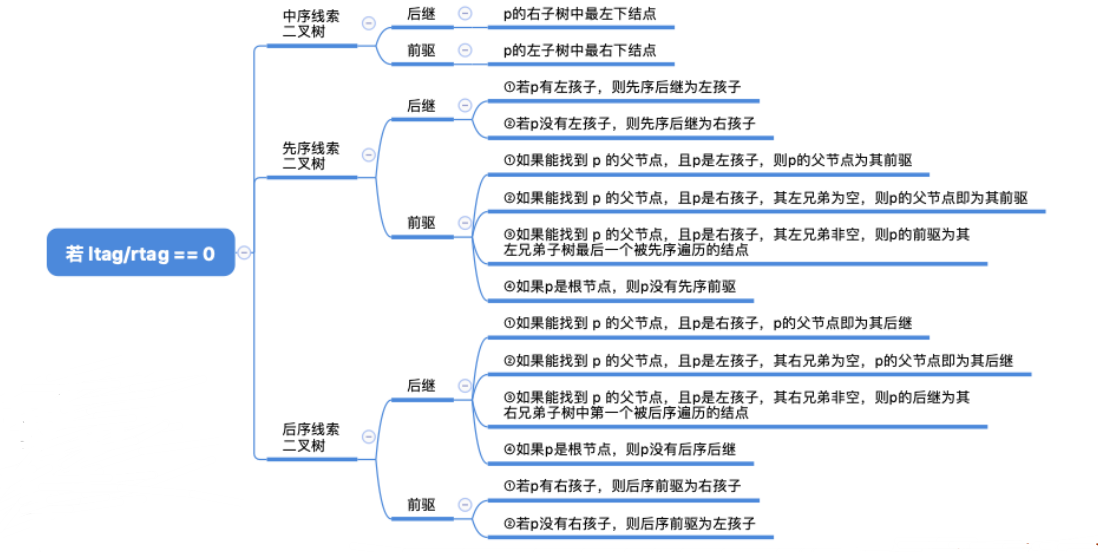 若 ltag/rtag == 0
中序线索
二叉树
后继
p的右子树中最左下结点
前驱
p的左子树中最右下结点
先序线索
二叉树
后继
①若p有左孩子，则先序后继为左孩子
②若p没有左孩子，则先序后继为右孩子
前驱
①如果能找到 p 的父节点，且p是左孩子，则p的父节点为其前驱
②如果能找到 p 的父节点，且p是右孩子，其左兄弟为空，则p的父节点即为其前驱
③如果能找到 p 的父节点，且p是右孩子，其左兄弟非空，则p的前驱为其
左兄弟子树最后一个被先序遍历的结点
④如果p是根节点，则p没有先序前驱
后序线索
二叉树
后继
①如果能找到 p 的父节点，且p是右孩子，p的父节点即为其后继
②如果能找到 p 的父节点，且p是左孩子，其右兄弟为空，p的父节点即为其后继
③如果能找到 p 的父节点，且p是左孩子，其右兄弟非空，则p的后继为其
右兄弟子树中第一个被后序遍历的结点
④如果p是根节点，则p没有后序后继
前驱
①若p有右孩子，则后序前驱为右孩子
②若p没有右孩子，则后序前驱为左孩子